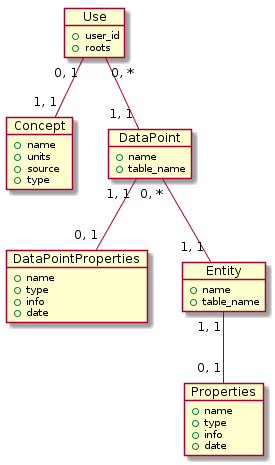 Use
user_id
roots
0, 1
0, *
1, 1
1, 1
Concept
name
units
source
type
DataPoint
name
table_name
1, 1
0, *
0, 1
1, 1
DataPointProperties
name
type
info
date
Entity
name
table_name
1, 1
0, 1
Properties
name
type
info
date